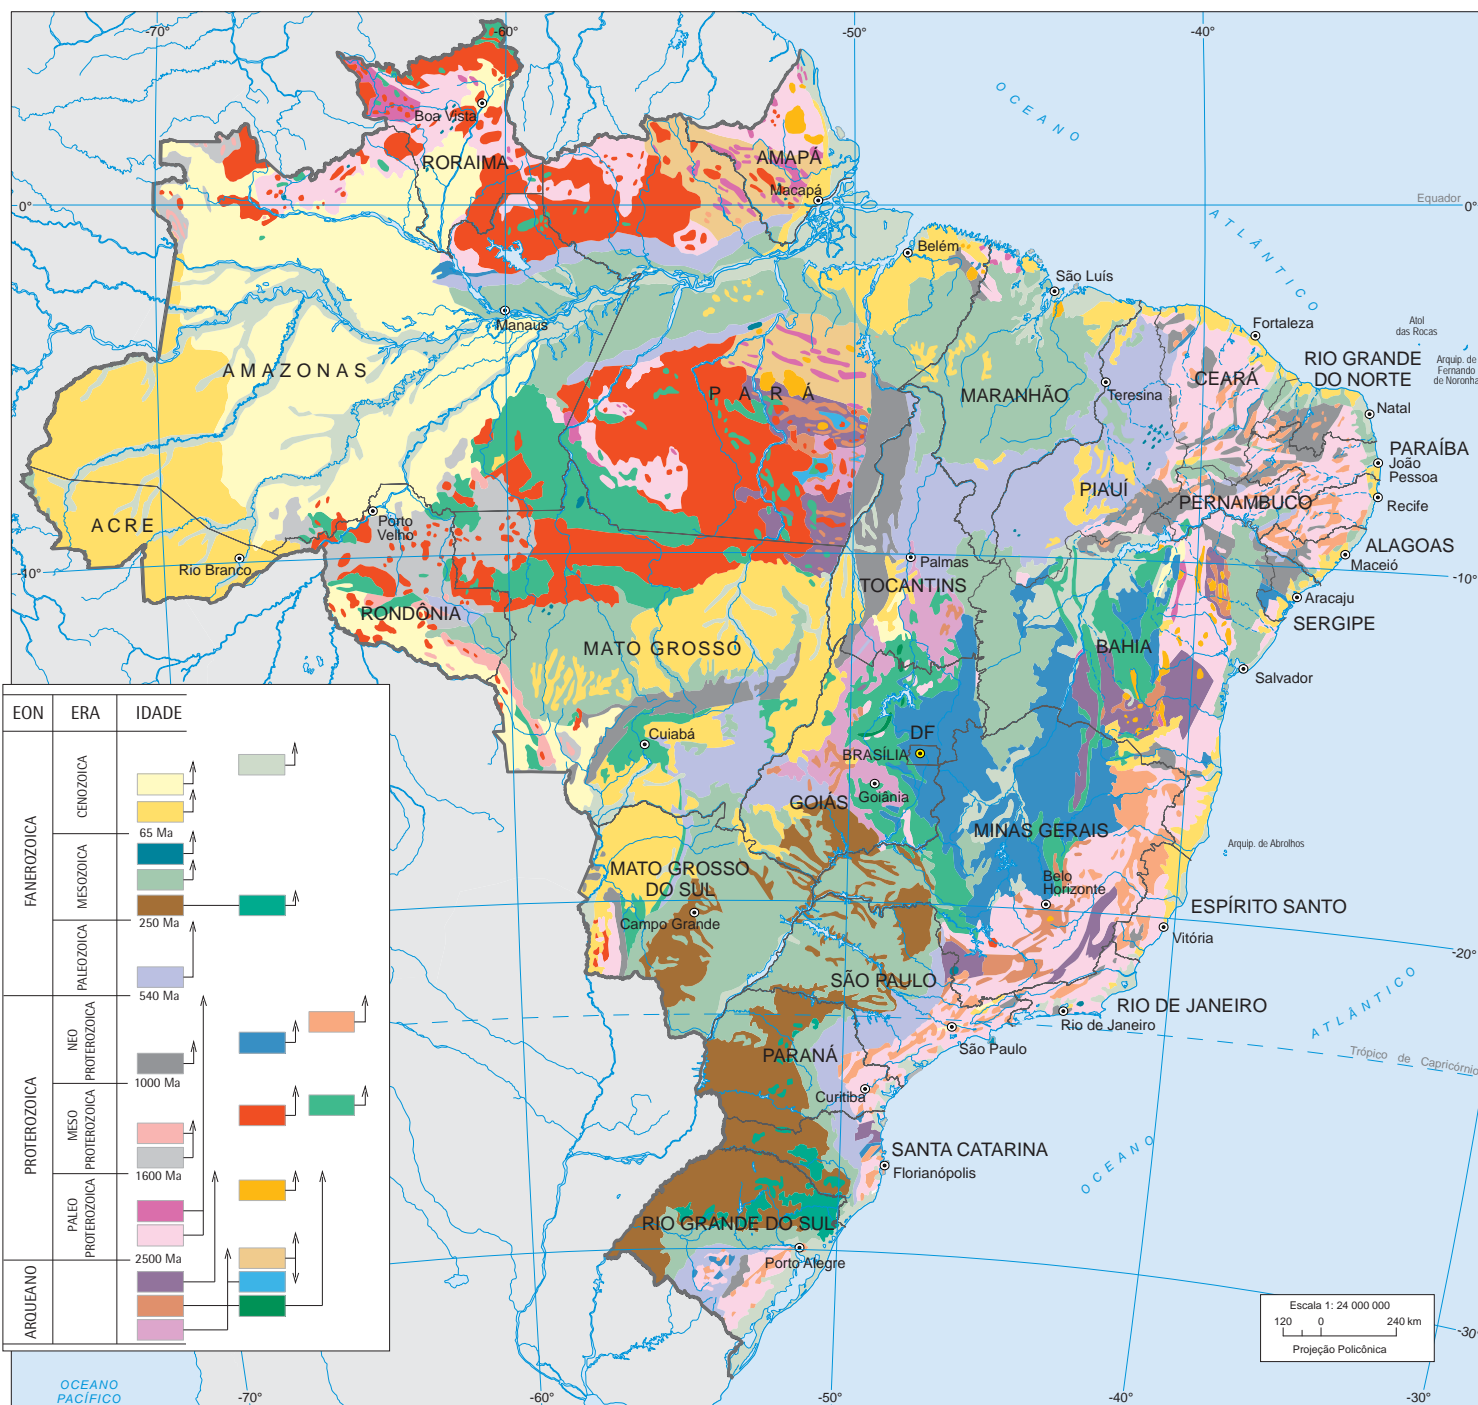 -70°
-60°
-50°
-40°
OCEANO
ATLÂNTICO
Equador
0°
0°
Boa Vista
RORAIMA
AMAPÁ
Macapá
Belém
São Luís
Manaus
AMAZONAS
PARÁ
MARANHÃO
Teresina
Fortaleza
CEARÁ
Atol
das Rocas
Arquip. de
Fernando
de Noronha
RIO GRANDE
DO NORTE
Natal
PARAÍBA
João
Pessoa
PIAUÍ
PERNAMBUCO
Recife
ACRE
Porto
Velho
Rio Branco
-10°
-10°
RONDÔNIA
Palmas
TOCANTINS
ALAGOAS
Maceió
Aracaju
SERGIPE
MATO GROSSO
BAHIA
Salvador
Cuiabá
DF
BRASÍLIA
GOIÁS
Goiânia
MINAS GERAIS
Arquip. de Abrolhos
MATO GROSSO
DO SUL
Campo Grande
Belo
Horizonte
ESPÍRITO SANTO
Vitória
-20°
SÃO PAULO
RIO DE JANEIRO
Rio de Janeiro
São Paulo
ATLÂNTICO
Trópico de Capricórnio
PARANÁ
Curitiba
SANTA CATARINA
Florianópolis
OCEANO
RIO GRANDE DO SUL
Porto Alegre
EON
ERA
IDADE
FANEROZOICA
CENOZOICA
65 Ma
MESOZOICA
250 Ma
PALEOZOICA
540 Ma
PROTEROZOICA
NEO
PROTEROZOICA
1000 Ma
MESO
PROTEROZOICA
1600 Ma
PALEO
PROTEROZOICA
2500 Ma
ARQUEANO
Escala 1: 24 000 000
120 0 240 km
Projeção Policônica
-30°
OCEANO
PACÍFICO
-70°
-60°
-50°
-40°
-30°